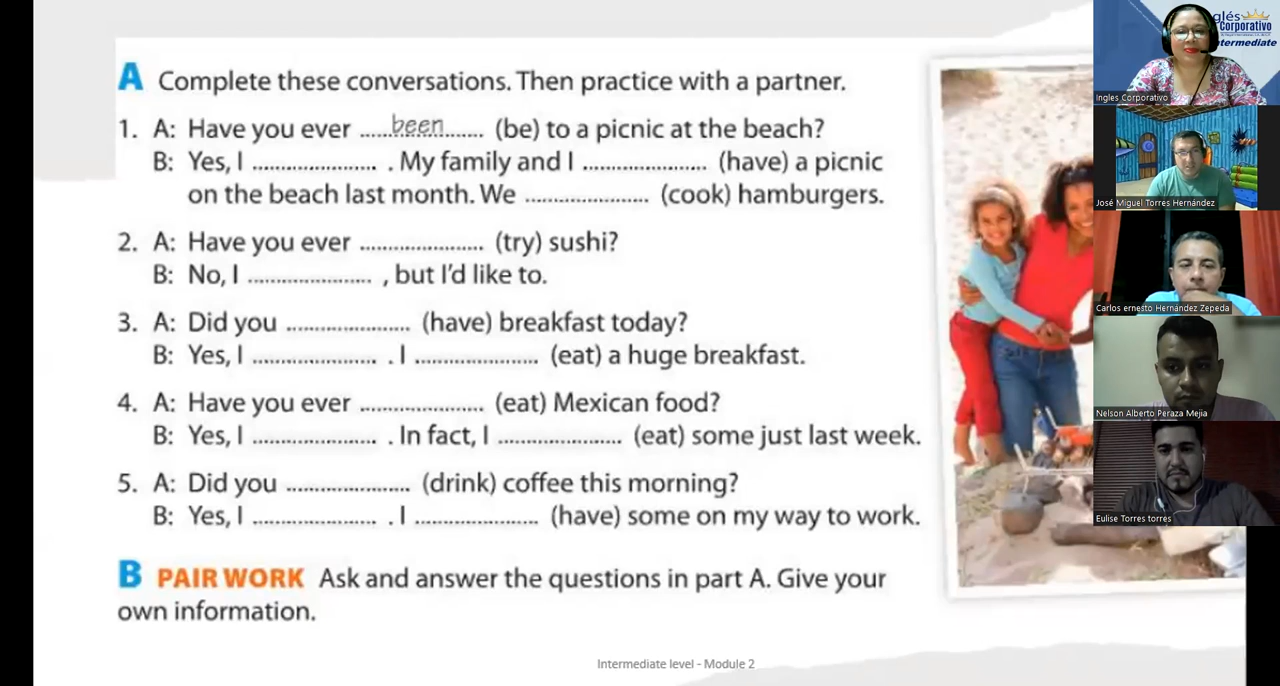 A Complete these conversations. Then practice with a partner.
1. A: Have you ever .....been....... (be) to a picnic at the beach?
B: Yes, I ..................... . My family and I ..................... (have) a picnic
on the beach last month. We ..................... (cook) hamburgers.
2. A: Have you ever ..................... (try) sushi?
B: No, I ..................... , but I'd like to.
3. A: Did you ..................... (have) breakfast today?
B: Yes, I ..................... . I ..................... (eat) a huge breakfast.
4. A: Have you ever ..................... (eat) Mexican food?
B: Yes, I ..................... . In fact, I ..................... (eat) some just last week.
5. A: Did you ..................... (drink) coffee this morning?
B: Yes, I ..................... . I ..................... (have) some on my way to work.
B PAIR WORK Ask and answer the questions in part A. Give your
own information.
Intermediate level - Module 2
glés
Corporativo
ntermediate
Ingles Corporativo
José Miguel Torres Hernández
Carlos ernesto Hernández Zepeda
Nelson Alberto Peraza Mejia
Eulise Torres torres